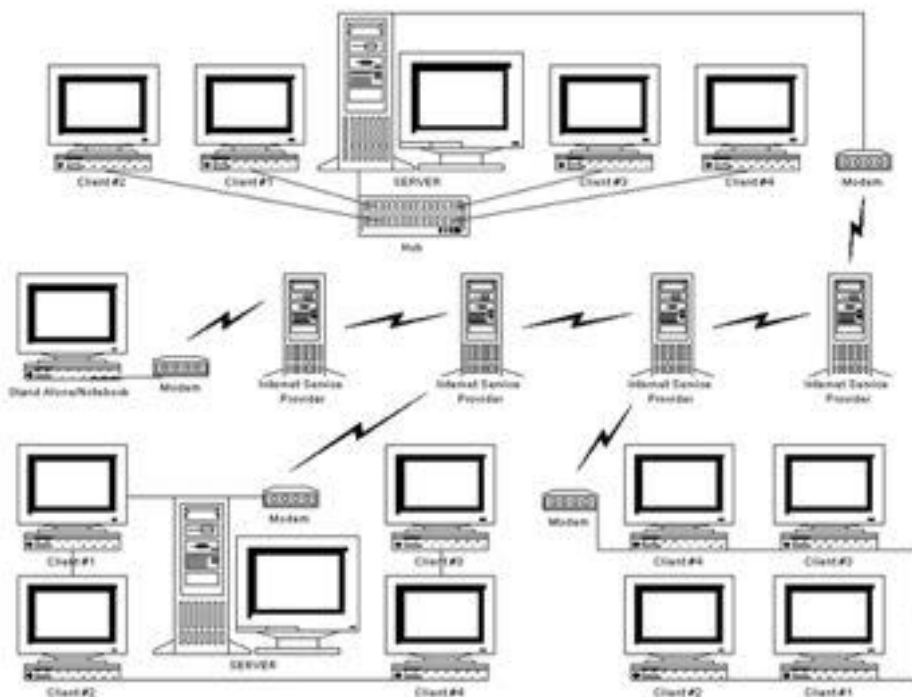 Client #2
Client #1
SERVER
Client #3
Client #4
Modem
Hub
Stand Alone/Notebook
Modem
Internet Service
Provider
Internet Service
Provider
Internet Service
Provider
Internet Service
Provider
Client #1
Modem
Client #3
Modem
Client #4
Client #3
Client #2
SERVER
Client #4
Client #2
Client #1